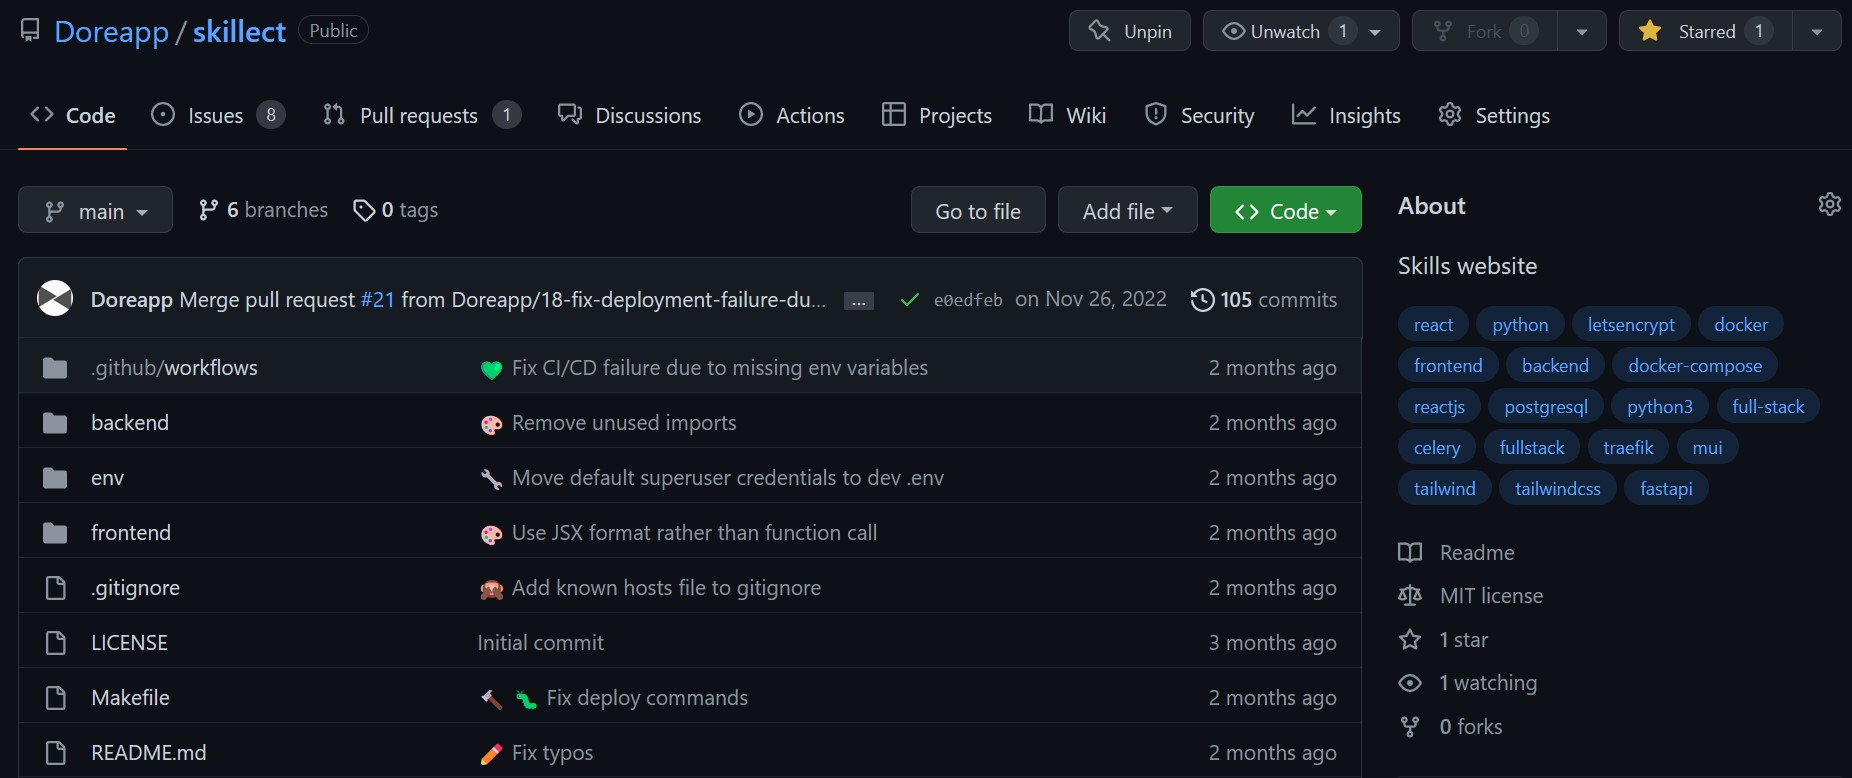 Doreapp / skillect Public Unpin Unwatch 1 Fork 0 Starred 1
Code Issues 8 Pull requests 1 Discussions Actions Projects Wiki Security Insights Settings
main 6 branches 0 tags Go to file Add file Code
Doreapp Merge pull request #21 from Doreapp/18-fix-deployment-failure-du... ... e0edfeb on Nov 26, 2022 105 commits
.github/workflows Fix CI/CD failure due to missing env variables 2 months ago
backend Remove unused imports 2 months ago
env Move default superuser credentials to dev .env 2 months ago
frontend Use JSX format rather than function call 2 months ago
.gitignore Add known hosts file to gitignore 2 months ago
LICENSE Initial commit 3 months ago
Makefile Fix deploy commands 2 months ago
README.md Fix typos 2 months ago
About
Skills website
react python letsencrypt docker
frontend backend docker-compose
reactjs postgresql python3 full-stack
celery fullstack traefik mui
tailwind tailwindcss fastapi
Readme
MIT license
1 star
1 watching
0 forks